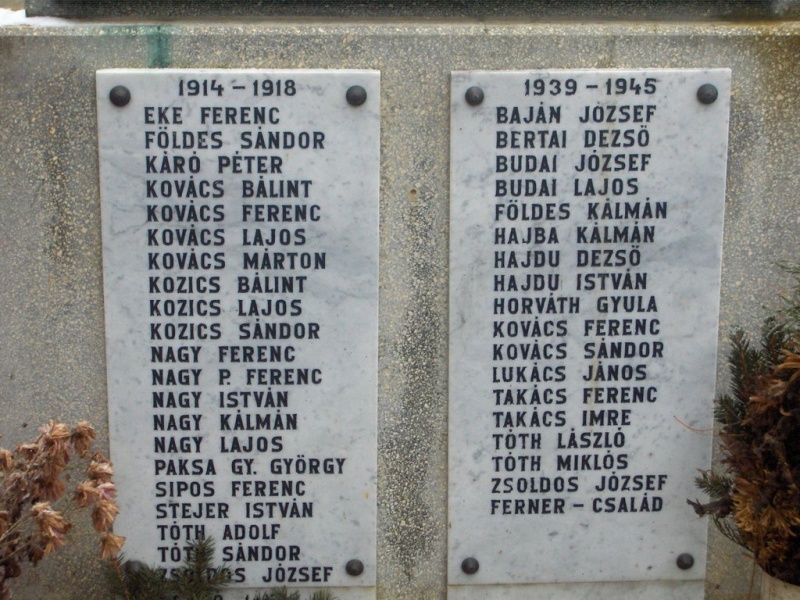 1914 - 1918
EKE FERENC
FÖLDES SÁNDOR
KÁRÓ PÉTER
KOVÁCS BÁLINT
KOVÁCS FERENC
KOVÁCS LAJOS
KOVÁCS MÁRTON
KOZICS BÁLINT
KOZICS LAJOS
KOZICS SÁNDOR
NAGY FERENC
NAGY P. FERENC
NAGY ISTVÁN
NAGY KÁLMÁN
NAGY LAJOS
PAKSA GY. GYÖRGY
SIPOS FERENC
STEJER ISTVÁN
TÓTH ADOLF
TÓTH SÁNDOR
ZSOLDOS JÓZSEF
1939 - 1945
BAJÁN JÓZSEF
BERTAI DEZSŐ
BUDAI JÓZSEF
BUDAI LAJOS
FÖLDES KÁLMÁN
HAJBA KÁLMÁN
HAJDU DEZSŐ
HAJDU ISTVÁN
HORVÁTH GYULA
KOVÁCS FERENC
KOVÁCS SÁNDOR
LUKÁCS JÁNOS
TAKÁCS FERENC
TAKÁCS IMRE
TÓTH LÁSZLÓ
TÓTH MIKLÓS
ZSOLDOS JÓZSEF
FERNER - CSALÁD